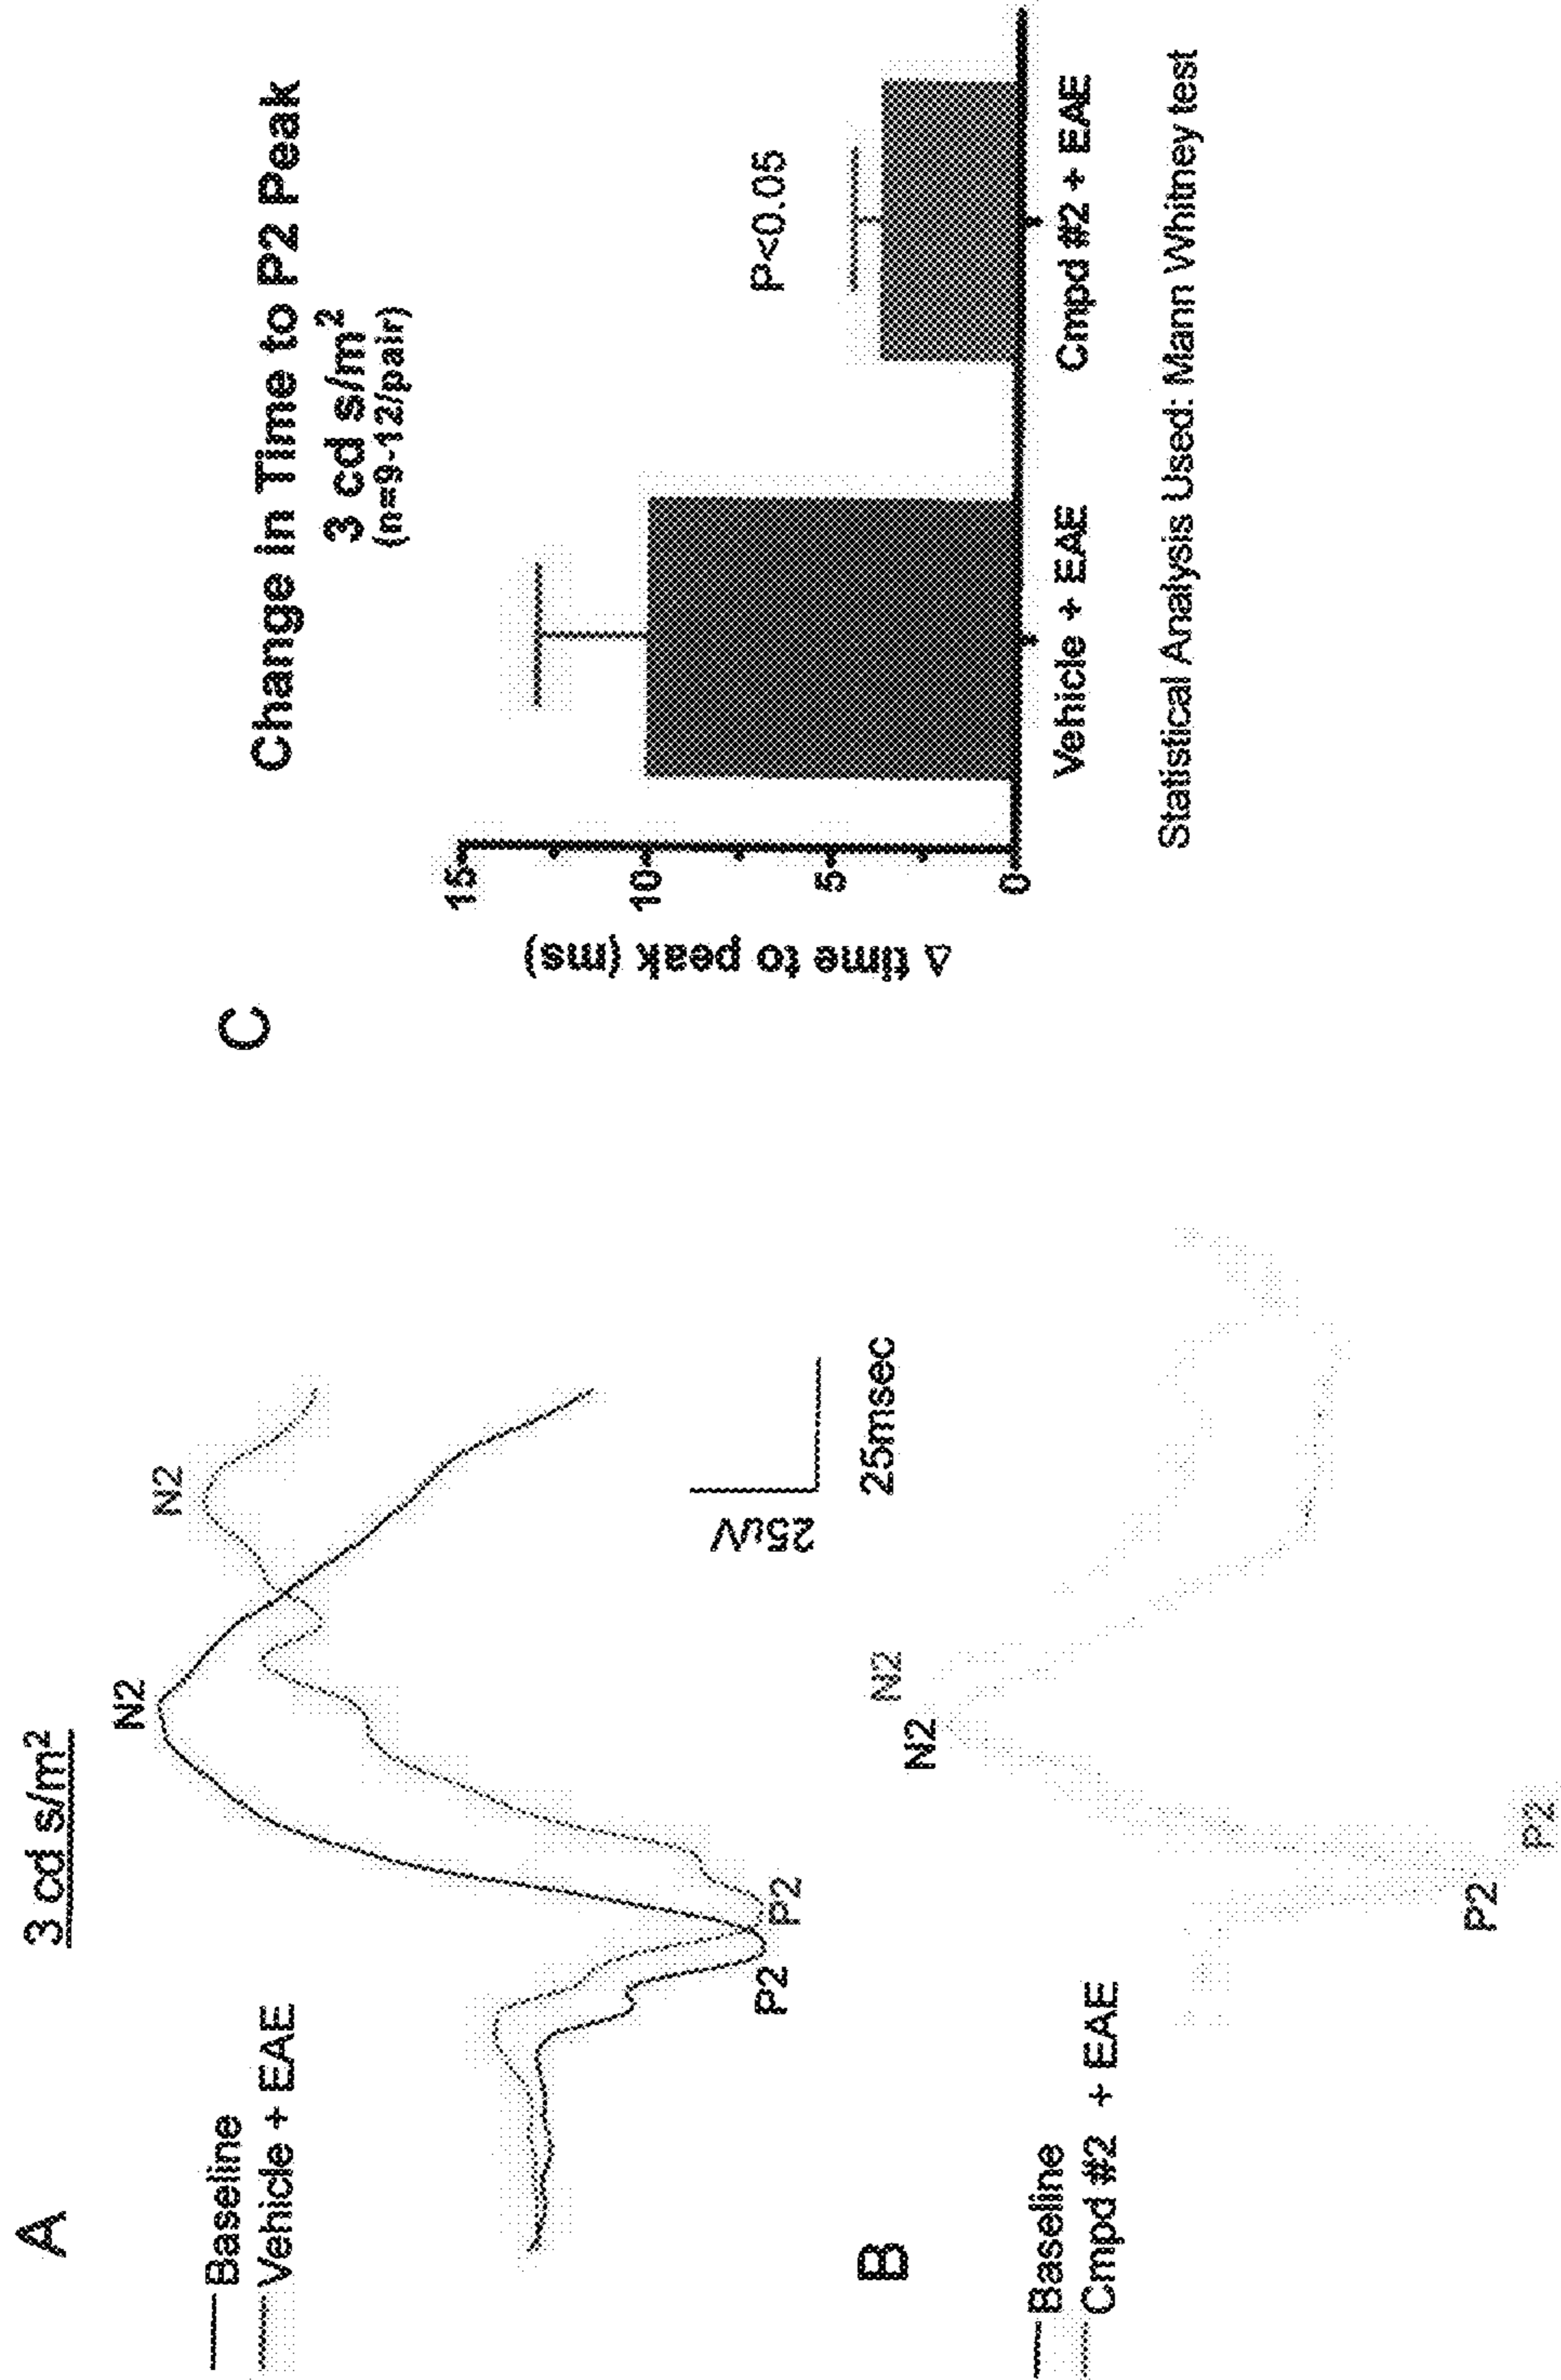 A
3 cd s/m²
Baseline
Vehicle + EAE
N2
N2
P2
P2
25uV
25msec
B
Baseline
Cmpd #2 + EAE
N2
N2
P2
P2
C
Change in Time to P2 Peak
3 cd s/m²
(n=9-12/pair)
Δ time to peak (ms)
15
10
5
0
P<0.05
Vehicle + EAE
Cmpd #2 + EAE
Statistical Analysis Used: Mann Whitney test